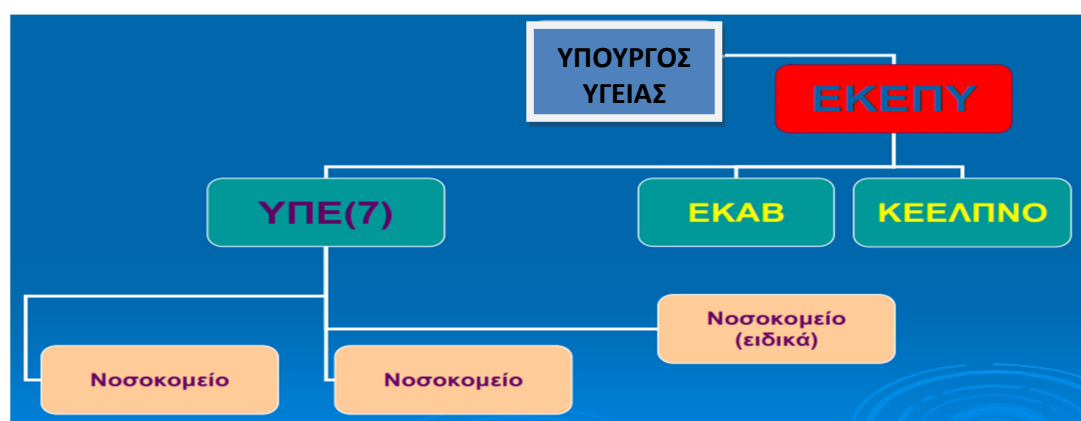 ΥΠΟΥΡΓΟΣ
ΥΓΕΙΑΣ
ΕΚΕΠΥ
ΥΠΕ(7)
ΕΚΑΒ
ΚΕΕΛΠΝΟ
Νοσοκομείο
(ειδικά)
Νοσοκομείο
Νοσοκομείο